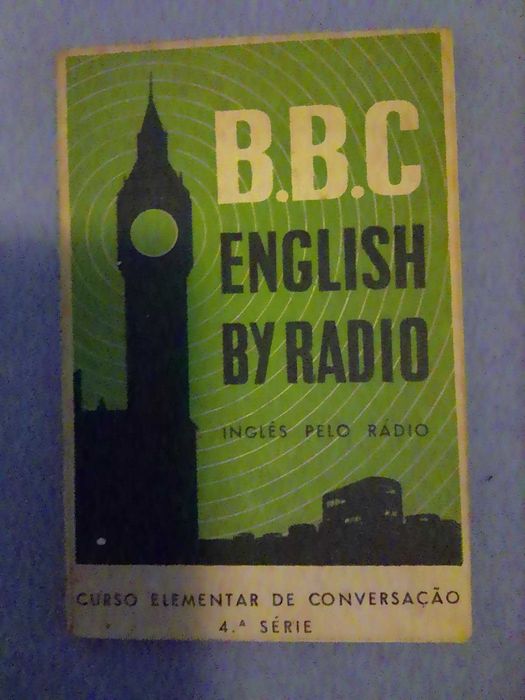 B.B.C
ENGLISH
BY RADIO
INGLÊS PELO RÁDIO
CURSO ELEMENTAR DE CONVERSAÇÃO
4.ª SÉRIE